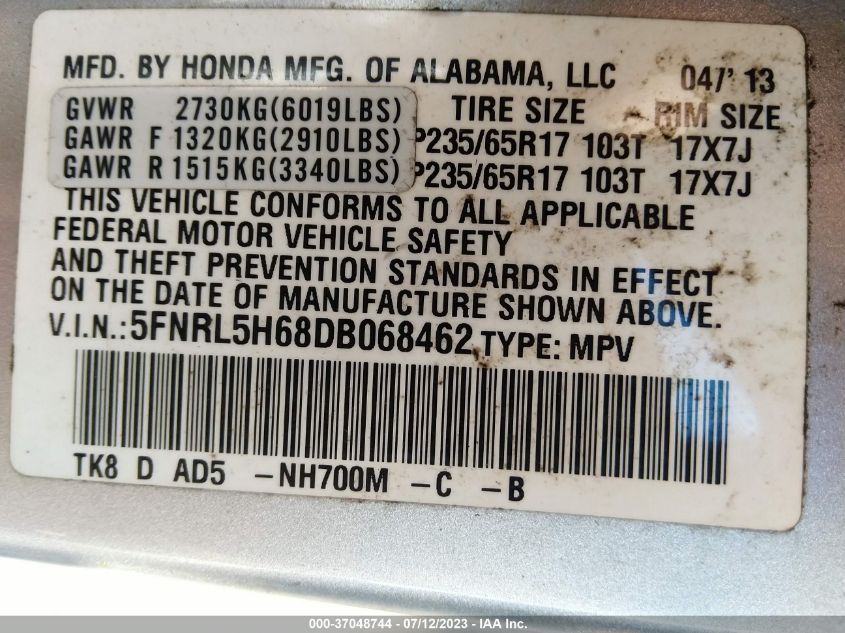 MFD. BY HONDA MFG. OF ALABAMA, LLC 04/'13
GVWR 2730KG(6019LBS) TIRE SIZE RIM SIZE
GAWR F 1320KG(2910LBS) P235/65R17 103T 17X7J
GAWR R 1515KG(3340LBS) P235/65R17 103T 17X7J
THIS VEHICLE CONFORMS TO ALL APPLICABLE
FEDERAL MOTOR VEHICLE SAFETY
AND THEFT PREVENTION STANDARDS IN EFFECT
ON THE DATE OF MANUFACTURE SHOWN ABOVE.
V.I.N.: 5FNRL5H68DB068462 TYPE: MPV
TK8 D AD5 -NH700M -C -B
000-37048744 - 07/12/2023 - IAA Inc.